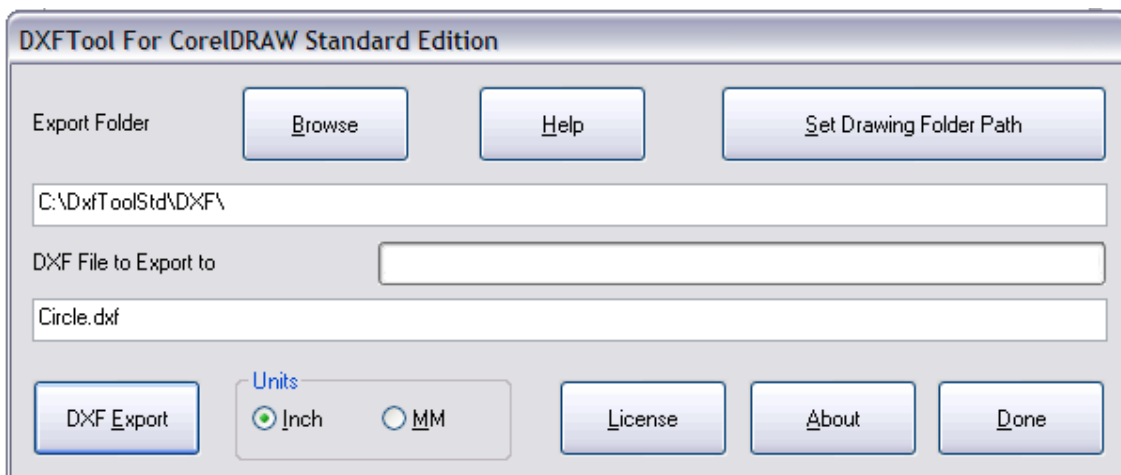 DXFTool For CorelDRAW Standard Edition
Export Folder Browse Help Set Drawing Folder Path
C:\DxfToolStd\DXF\
DXF File to Export to
Circle.dxf
Units
DXF Export Inch MM License About Done